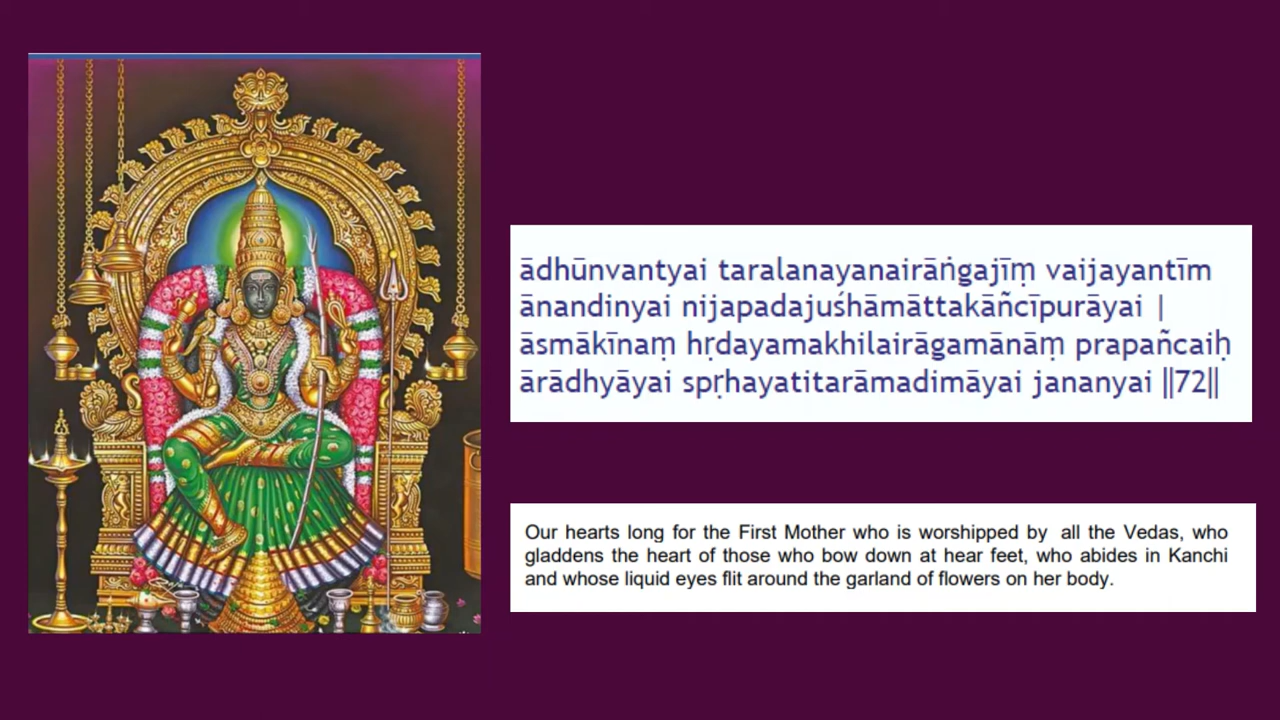 ādhūnvantyai taralanayanairāṅgajīṃ vaijayantīm
ānandinyai nijapadajuśhāmāttakāñcīpurāyai |
āsmākīnaṃ hṛdayamakhilairāgamānāṃ prapañcaiḥ
ārādhyāyai spṛhayatitarāmadimāyai jananyai ||72||
Our hearts long for the First Mother who is worshipped by all the Vedas, who
gladdens the heart of those who bow down at hear feet, who abides in Kanchi
and whose liquid eyes flit around the garland of flowers on her body.